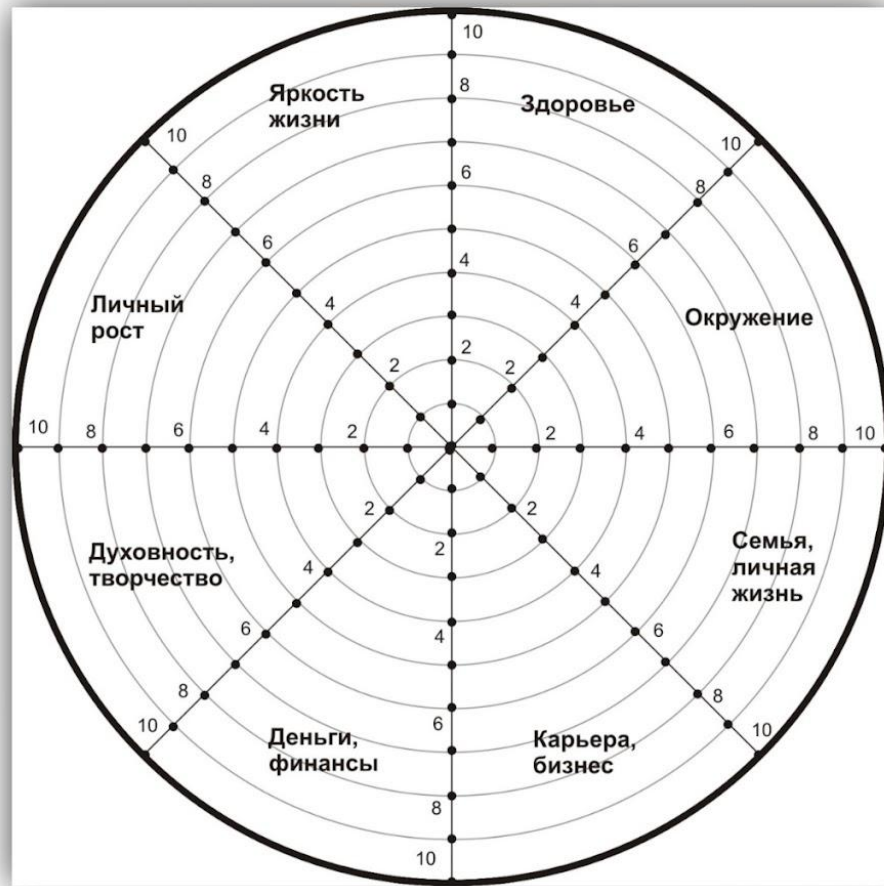 10
8
6
4
2
Яркость
жизни
Здоровье
10
8
6
4
2
10
8
6
4
2
Личный
рост
Окружение
10 8 6 4 2
2 4 6 8 10
Духовность,
творчество
Семья,
личная
жизнь
2
4
6
8
10
2
4
6
8
10
2
4
6
8
10
Деньги,
финансы
Карьера,
бизнес